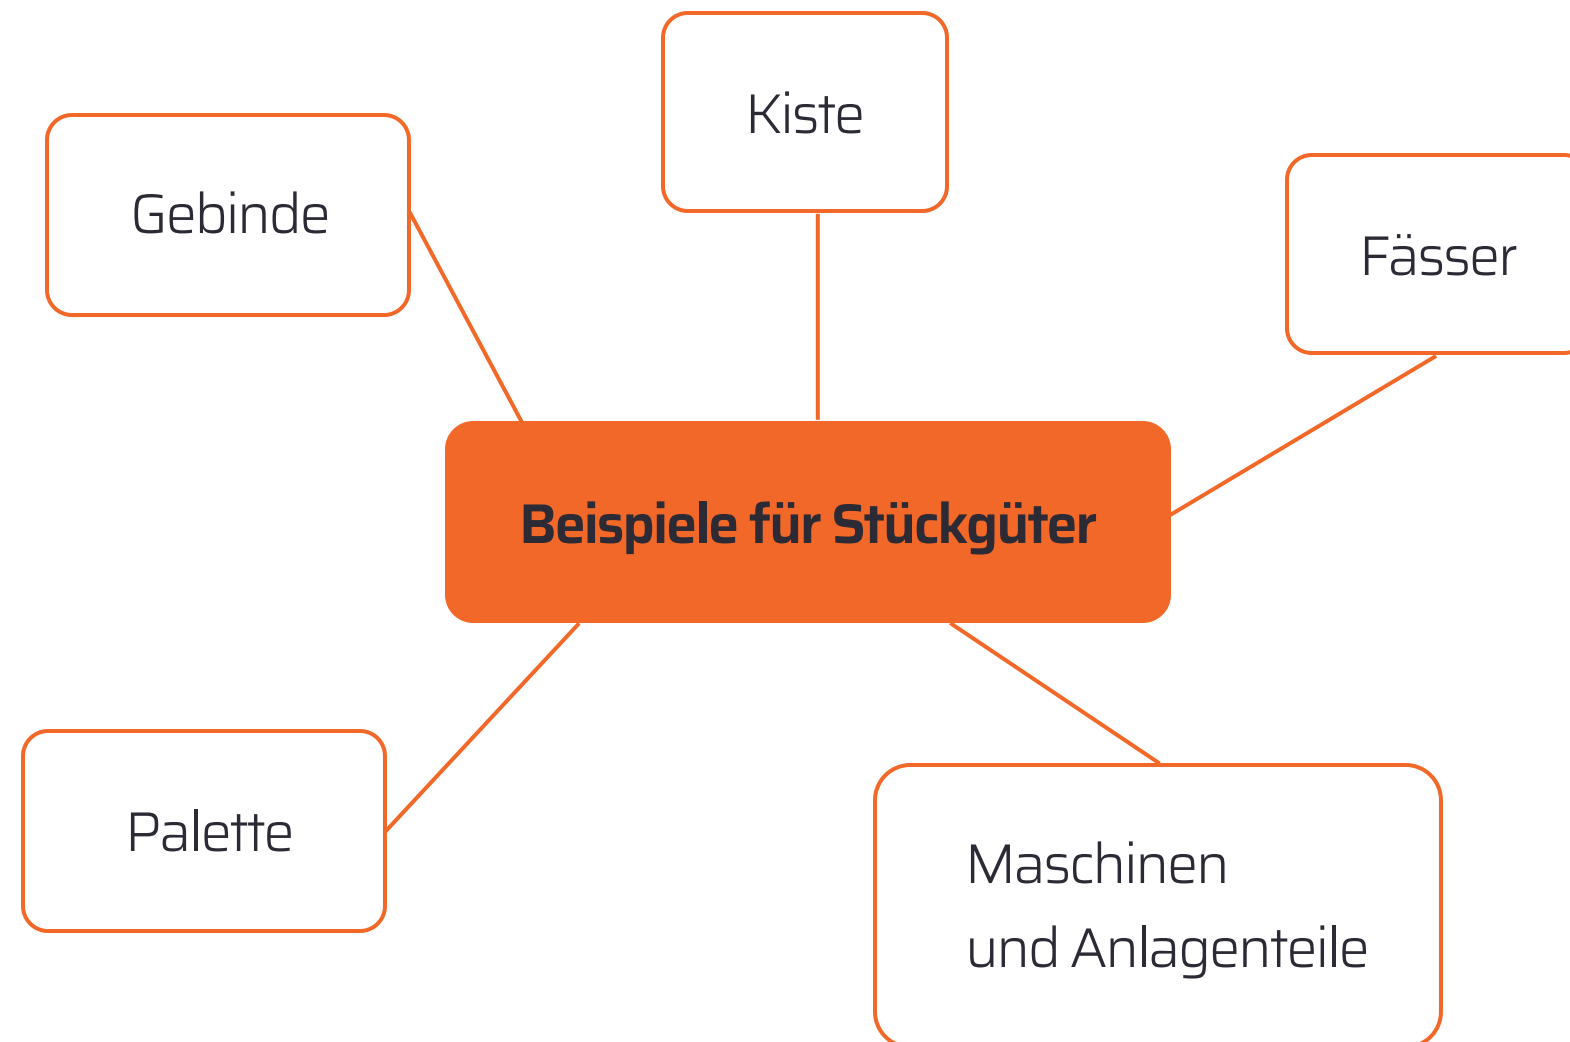 Kiste
Gebinde
Fässer
Beispiele für Stückgüter
Palette
Maschinen
und Anlagenteile